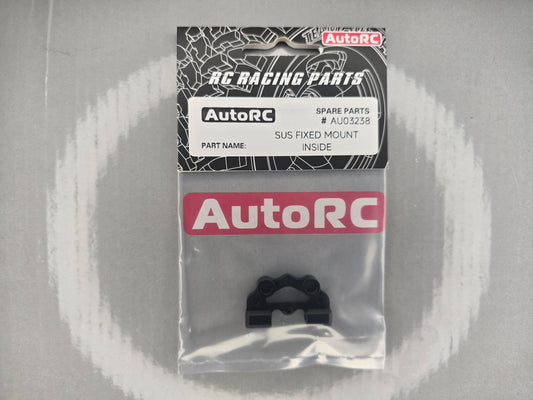 AutoRC
RC RACING PARTS
AutoRC
SPARE PARTS
# AU03238
PART NAME:
SUS FIXED MOUNT
INSIDE
AutoRC